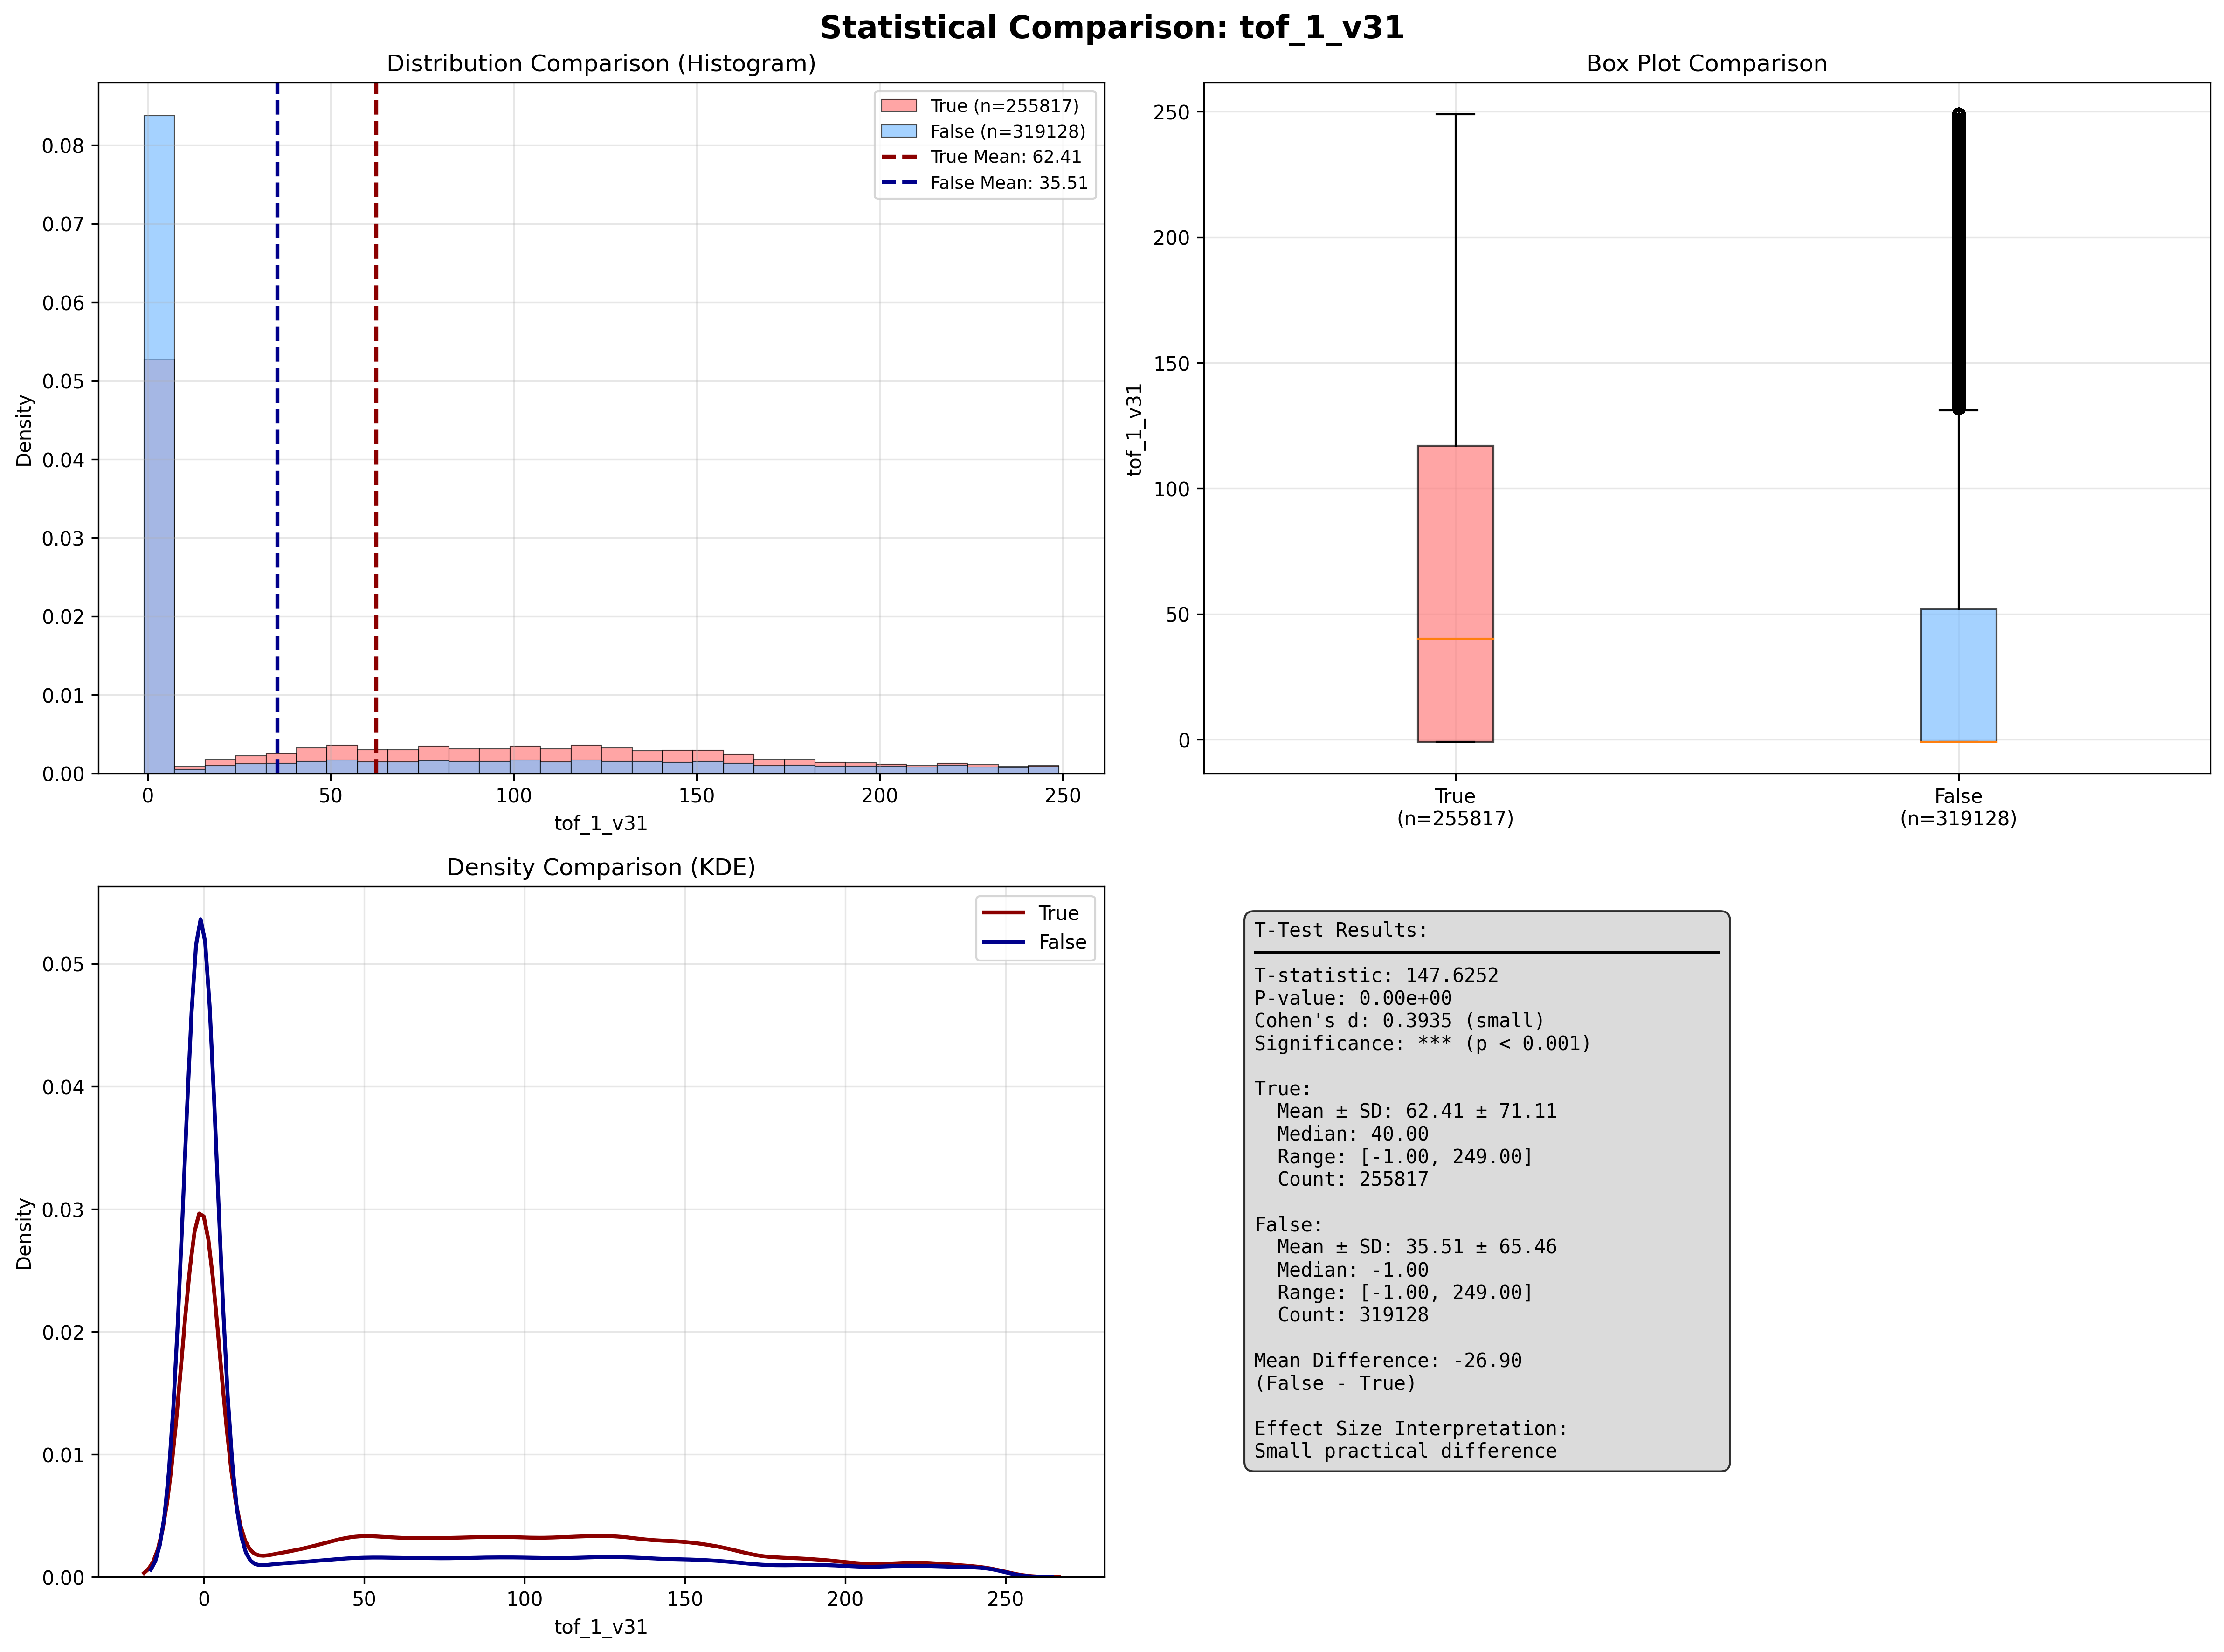 Statistical Comparison: tof_1_v31
Distribution Comparison (Histogram)
Density
0.08
0.07
0.06
0.05
0.04
0.03
0.02
0.01
0.00
0 50 100 150 200 250
tof_1_v31
True (n=255817)
False (n=319128)
True Mean: 62.41
False Mean: 35.51
Box Plot Comparison
tof_1_v31
250
200
150
100
50
0
True
(n=255817)
False
(n=319128)
Density Comparison (KDE)
Density
0.05
0.04
0.03
0.02
0.01
0.00
0 50 100 150 200 250
tof_1_v31
True
False
T-Test Results:
T-statistic: 147.6252
P-value: 0.00e+00
Cohen's d: 0.3935 (small)
Significance: *** (p < 0.001)
True:
Mean ± SD: 62.41 ± 71.11
Median: 40.00
Range: [-1.00, 249.00]
Count: 255817
False:
Mean ± SD: 35.51 ± 65.46
Median: -1.00
Range: [-1.00, 249.00]
Count: 319128
Mean Difference: -26.90
(False - True)
Effect Size Interpretation:
Small practical difference